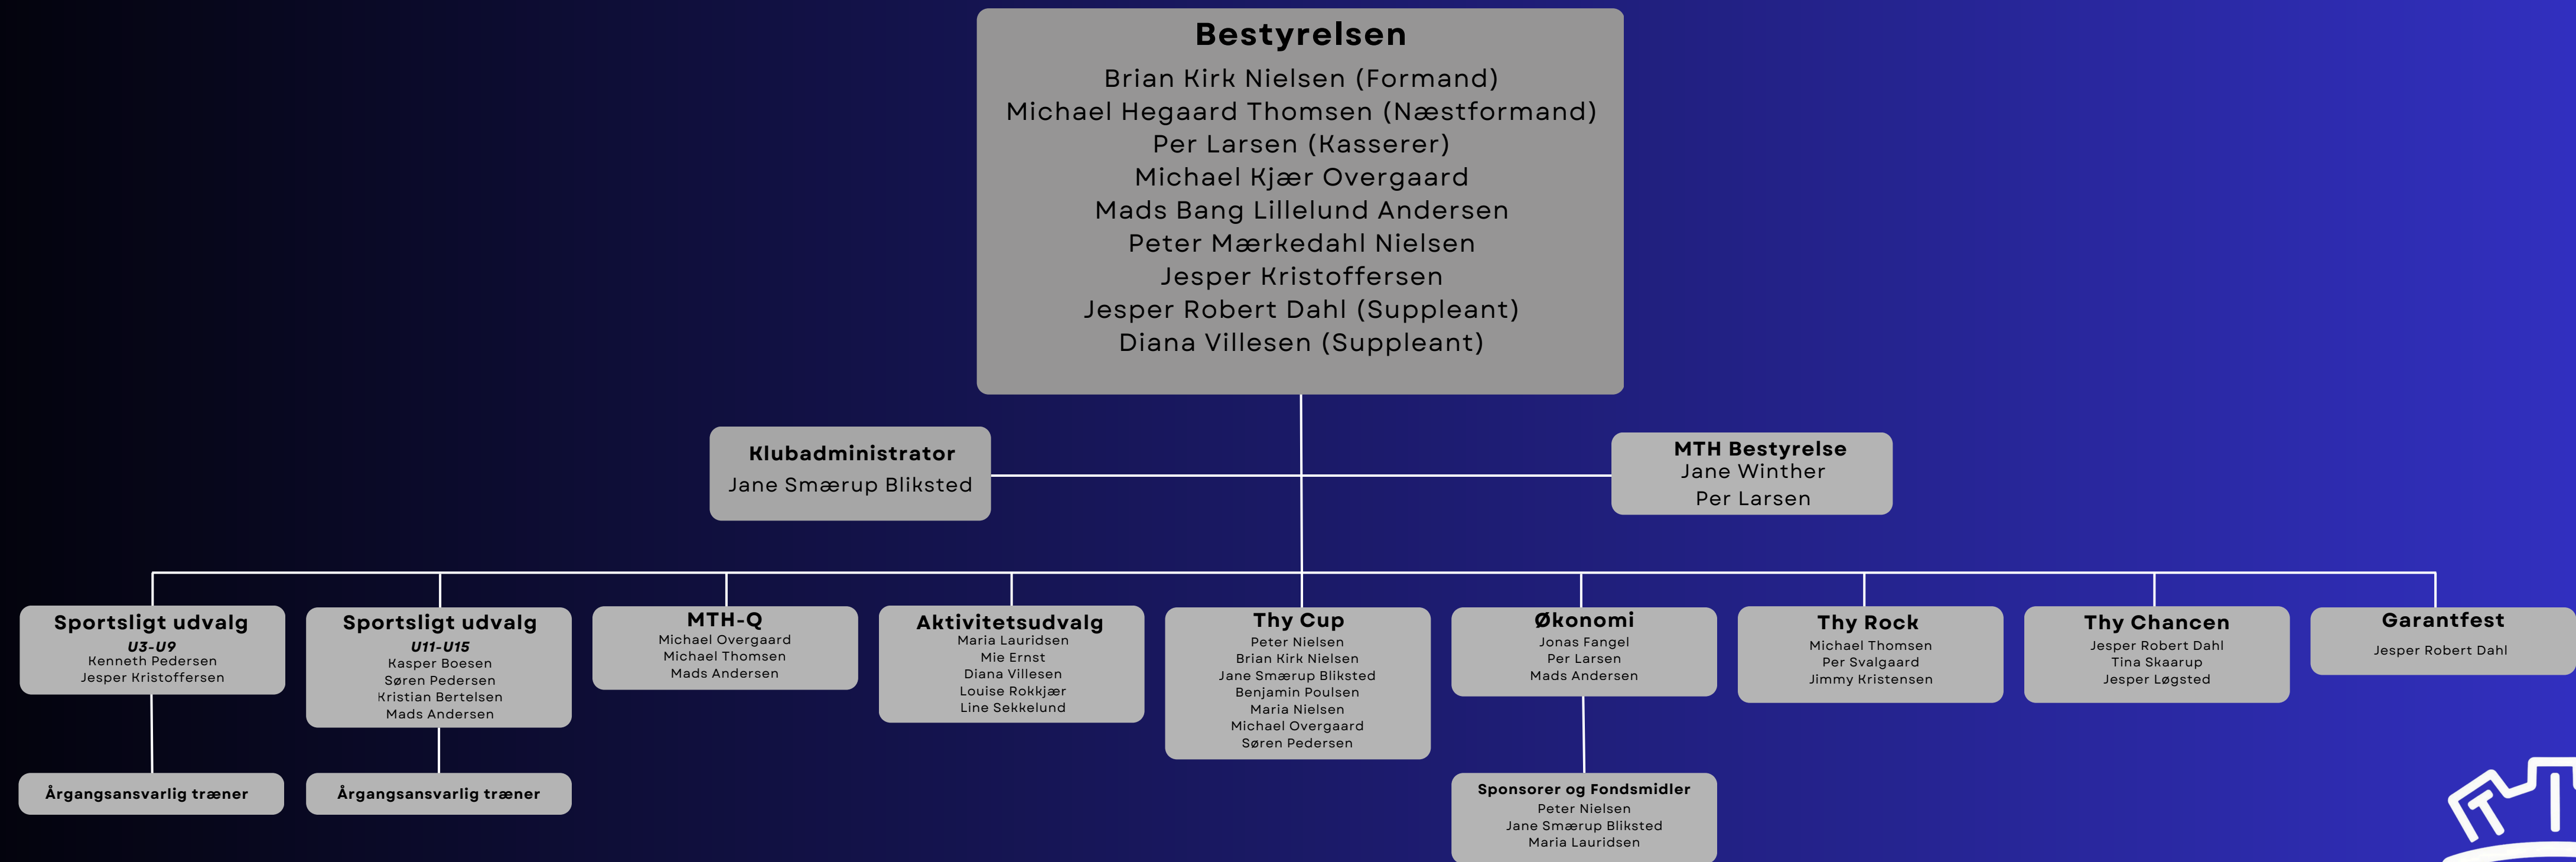 Bestyrelsen
Brian Kirk Nielsen (Formand)
Michael Hegaard Thomsen (Næstformand)
Per Larsen (Kasserer)
Michael Kjær Overgaard
Mads Bang Lillelund Andersen
Peter Mærkedahl Nielsen
Jesper Kristoffersen
Jesper Robert Dahl (Suppleant)
Diana Villesen (Suppleant)
Klubadministrator
Jane Smærup Bliksted
MTH Bestyrelse
Jane Winther
Per Larsen
Sportsligt udvalg
U3-U9
Kenneth Pedersen
Jesper Kristoffersen
Sportsligt udvalg
U11-U15
Kasper Boesen
Søren Pedersen
Kristian Bertelsen
Mads Andersen
MTH-Q
Michael Overgaard
Michael Thomsen
Mads Andersen
Aktivitetsudvalg
Maria Lauridsen
Mie Ernst
Diana Villesen
Louise Rokkjær
Line Sekkelund
Thy Cup
Peter Nielsen
Brian Kirk Nielsen
Jane Smærup Bliksted
Benjamin Poulsen
Maria Nielsen
Michael Overgaard
Søren Pedersen
Økonomi
Jonas Fangel
Per Larsen
Mads Andersen
Thy Rock
Michael Thomsen
Per Svalgaard
Jimmy Kristensen
Thy Chancen
Jesper Robert Dahl
Tina Skaarup
Jesper Løgsted
Garantfest
Jesper Robert Dahl
Årgangsansvarlig træner
Årgangsansvarlig træner
Sponsorer og Fondsmidler
Peter Nielsen
Jane Smærup Bliksted
Maria Lauridsen